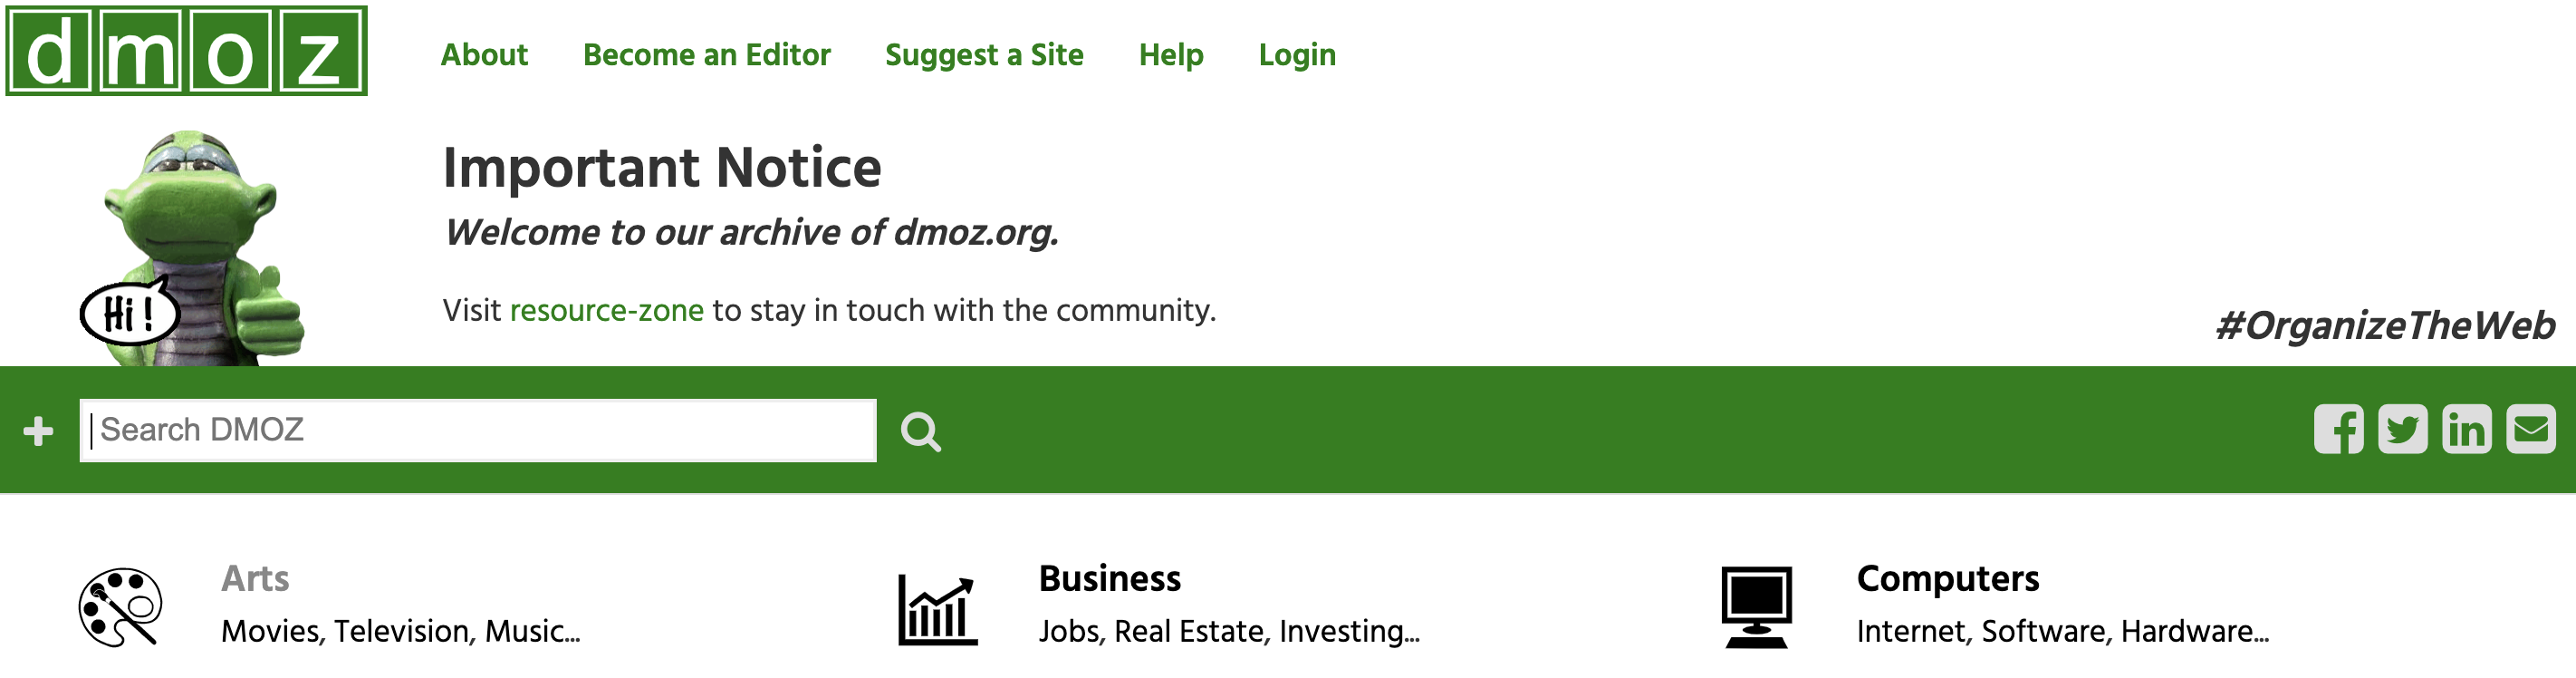 dmoz
About Become an Editor Suggest a Site Help Login
Important Notice
Welcome to our archive of dmoz.org.
Hi !
Visit resource-zone to stay in touch with the community.
#OrganizeTheWeb
Search DMOZ
Arts
Movies, Television, Music...
Business
Jobs, Real Estate, Investing...
Computers
Internet, Software, Hardware...